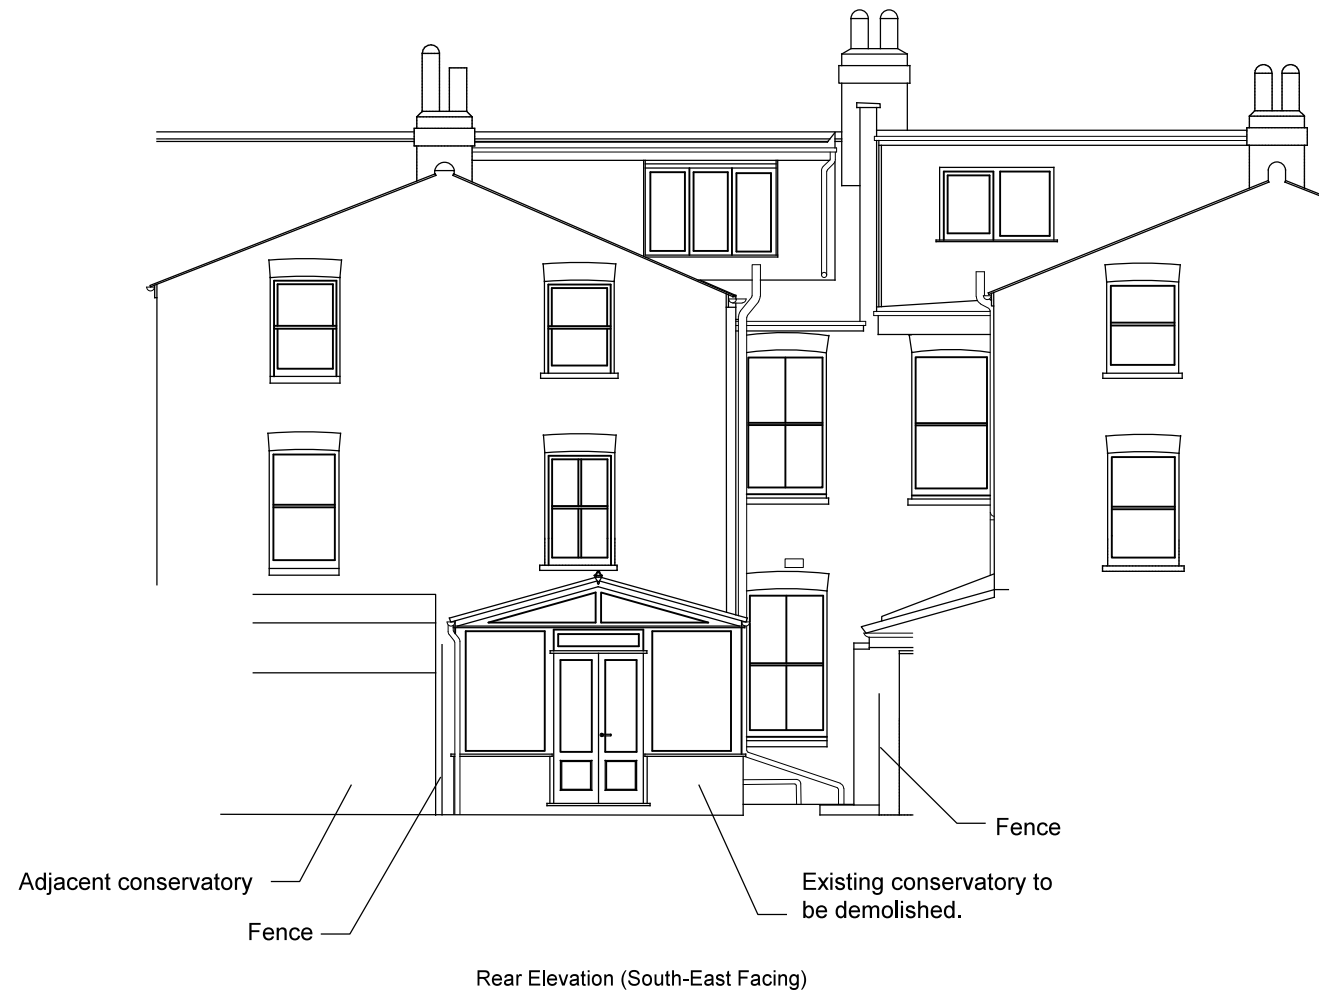 Fence
Adjacent conservatory
Existing conservatory to
be demolished.
Fence
Rear Elevation (South-East Facing)